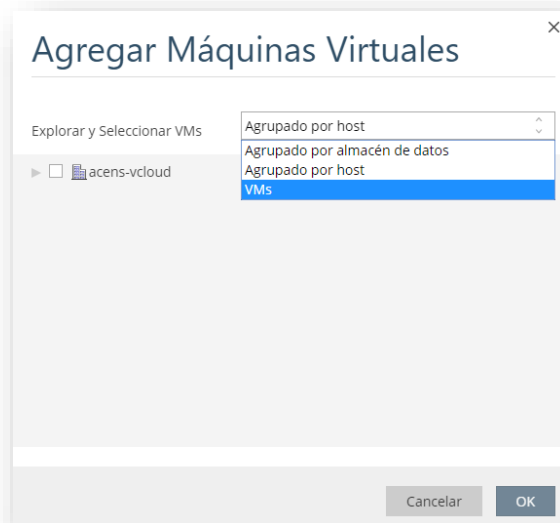 Agregar Máquinas Virtuales
Explorar y Seleccionar VMs
Agrupado por host
Agrupado por almacén de datos
Agrupado por host
VMs
acens-vcloud
Cancelar
OK